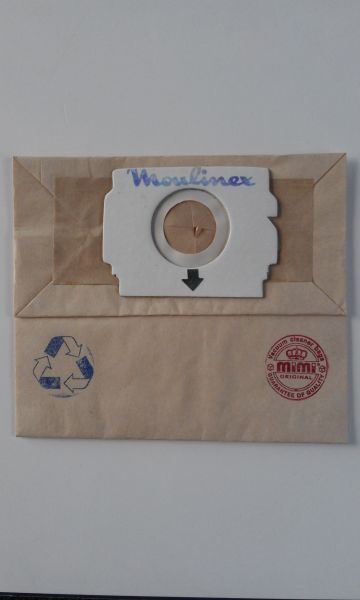 Moulinex
Vacuum cleaner bags
mimi
ORIGINAL
GUARANTEE OF QUALITY